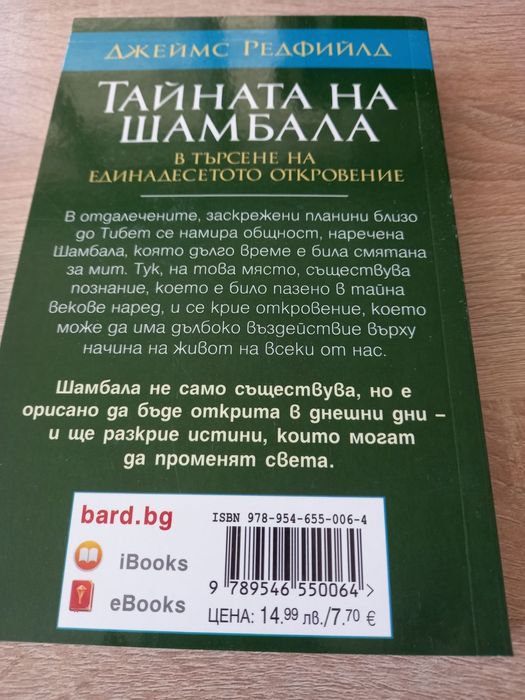 ДЖЕЙМС РЕДФИЙЛД
ТАЙНАТА НА
ШАМБАЛА
В ТЪРСЕНЕ НА
ЕДИНАДЕСЕТОТО ОТКРОВЕНИЕ
В отдалечените, заскрежени планини близо
до Тибет се намира общност, наречена
Шамбала, която дълго време е била смятана
за мит. Тук, на това място, съществува
познание, което е било пазено в тайна
векове наред, и се крие откровение, което
може да има дълбоко въздействие върху
начина на живот на всеки от нас.
Шамбала не само съществува, но е
орисано да бъде открита в днешни дни –
и ще разкрие истини, които могат
да променят света.
bard.bg
iBooks
eBooks
ISBN 978-954-655-006-4
9 789546 550064 >
ЦЕНА: 14.99 лв./7.70 €